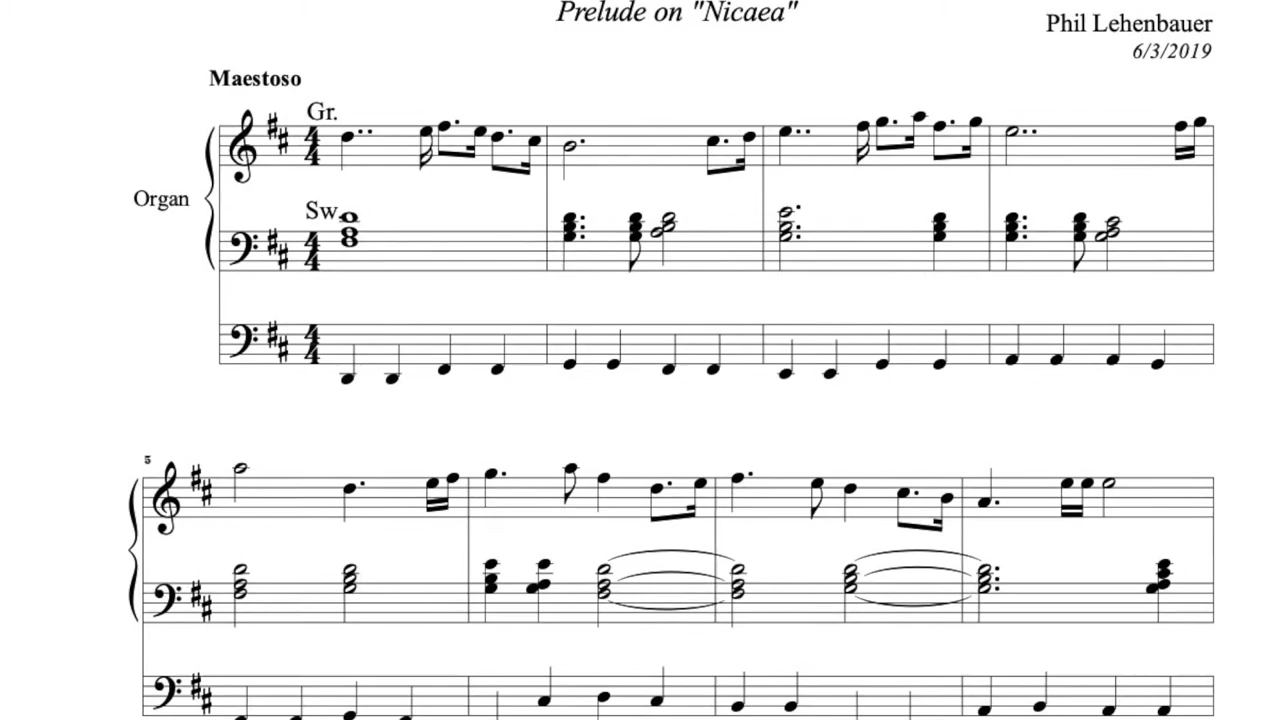 Prelude on "Nicaea"
Phil Lehenbauer
6/3/2019
Maestoso
Gr.
Organ
Sw.
5